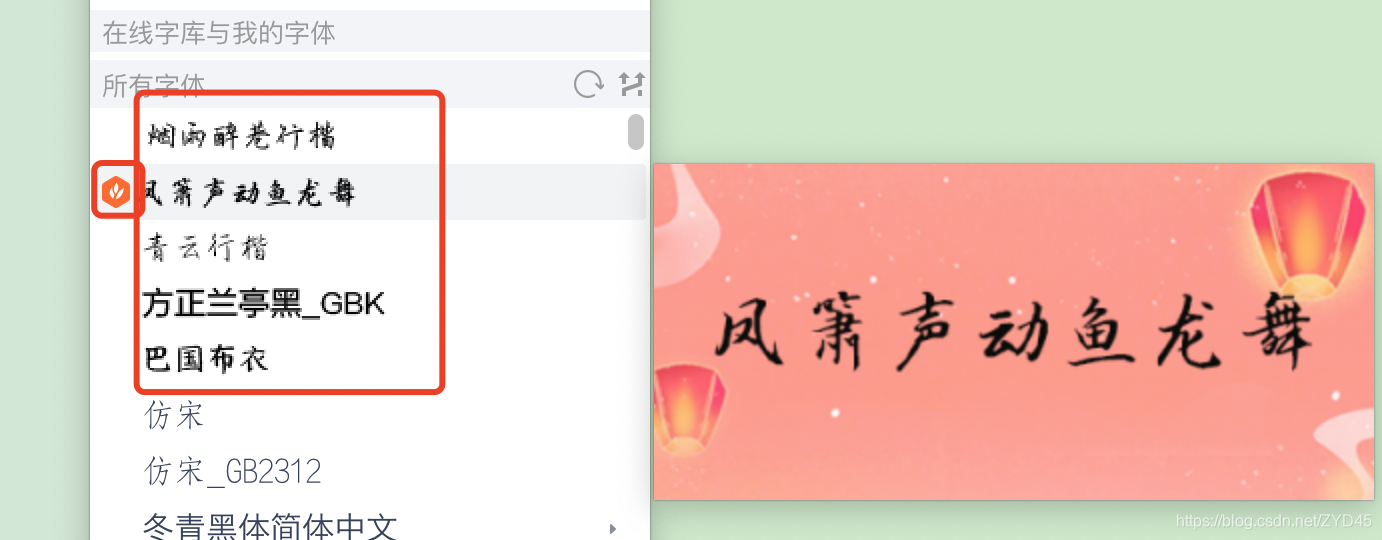 在线字库与我的字体
所有字体
烟雨醉巷行楷
凤箫声动鱼龙舞
青云行楷
方正兰亭黑_GBK
巴国布衣
仿宋
仿宋_GB2312
冬青黑体简体中文
凤箫声动鱼龙舞
https://blog.csdn.net/ZYD45